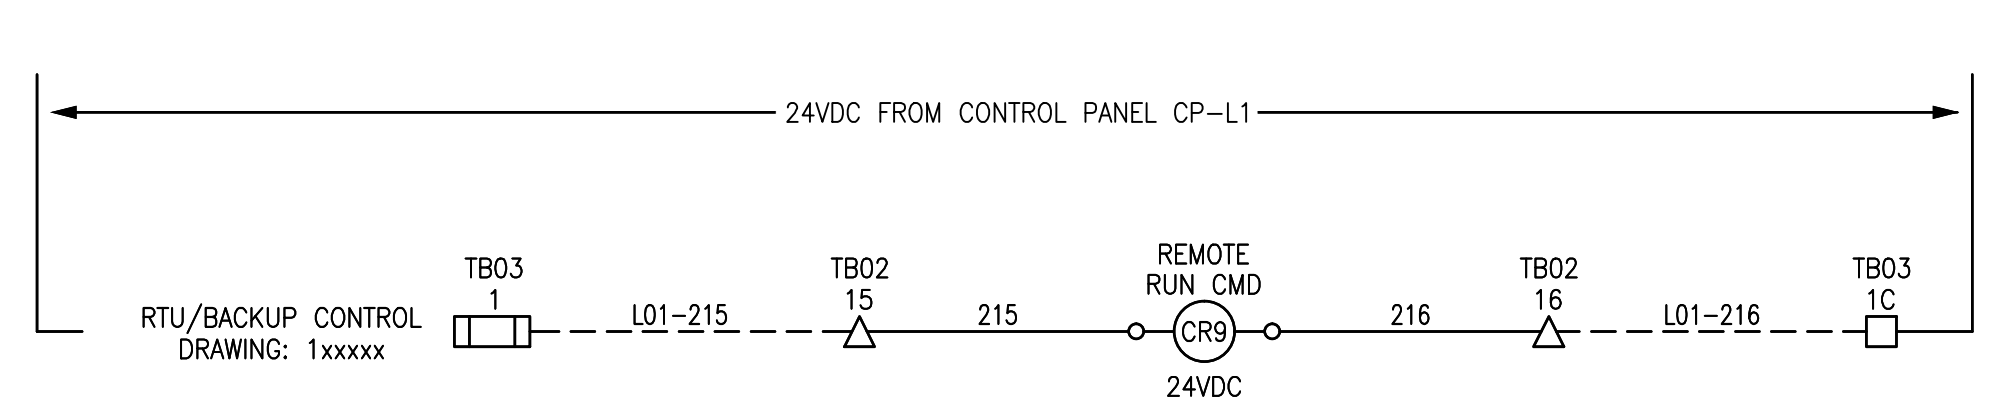 24VDC FROM CONTROL PANEL CP-L1
RTU/BACKUP CONTROL
DRAWING: 1xxxxx
TB03
1
L01-215
TB02
15
215
REMOTE
RUN CMD
CR9
24VDC
216
TB02
16
L01-216
TB03
1C